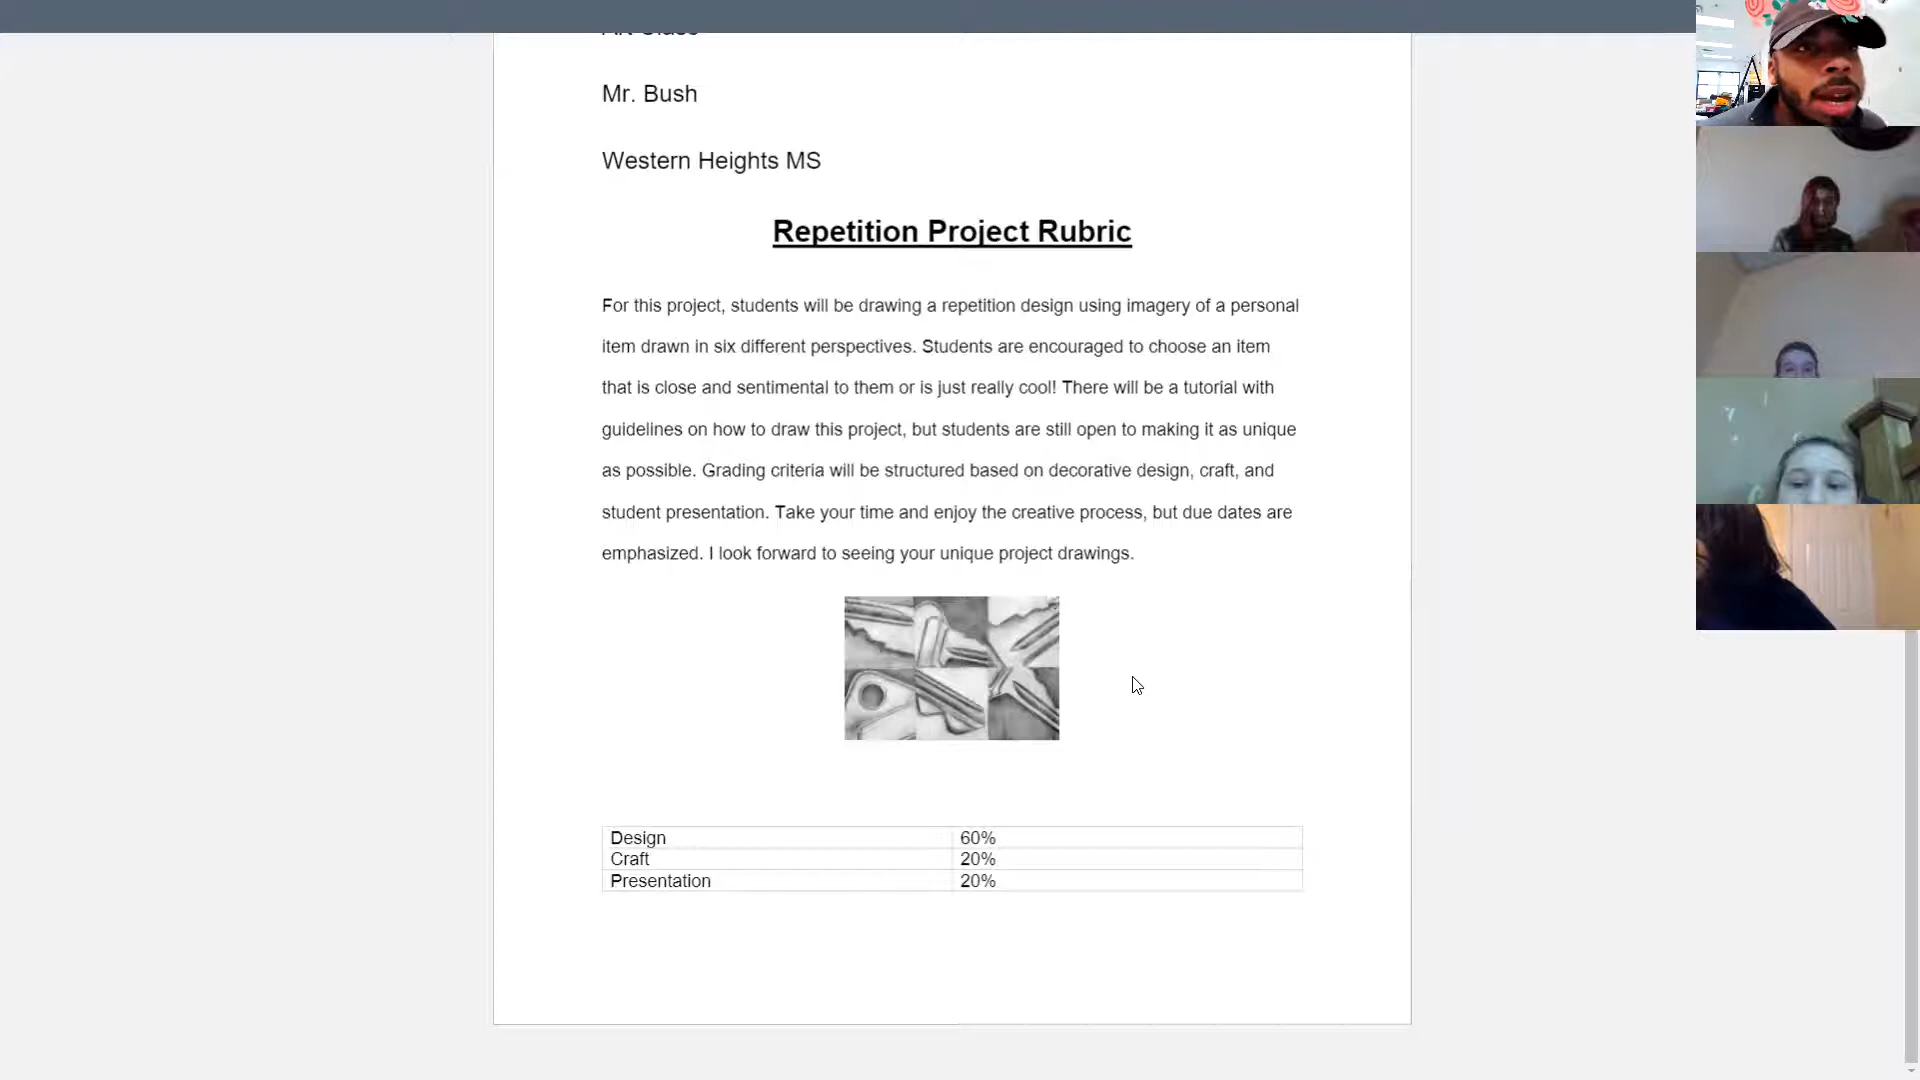 Art Class
Mr. Bush
Western Heights MS
Repetition Project Rubric
For this project, students will be drawing a repetition design using imagery of a personal
item drawn in six different perspectives. Students are encouraged to choose an item
that is close and sentimental to them or is just really cool! There will be a tutorial with
guidelines on how to draw this project, but students are still open to making it as unique
as possible. Grading criteria will be structured based on decorative design, craft, and
student presentation. Take your time and enjoy the creative process, but due dates are
emphasized. I look forward to seeing your unique project drawings.
Design 60%
Craft 20%
Presentation 20%